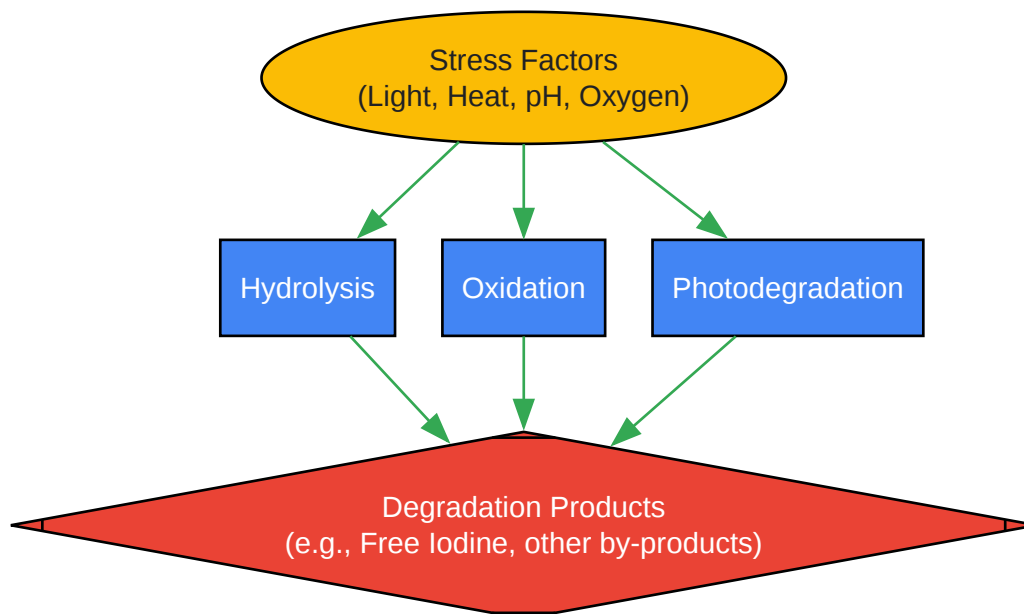 Stress Factors
(Light, Heat, pH, Oxygen)
Hydrolysis
Oxidation
Photodegradation
Degradation Products
(e.g., Free Iodine, other by-products)